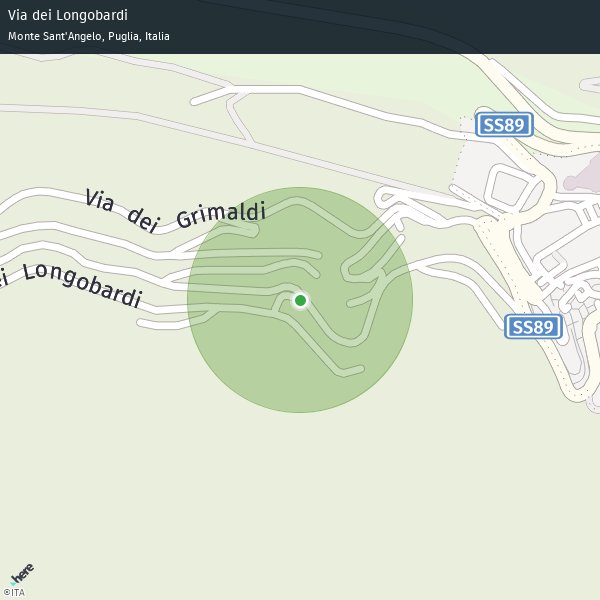 Via dei Longobardi
Monte Sant'Angelo, Puglia, Italia
SS89
Via dei Grimaldi
ei Longobardi
SS89
here
©ITA